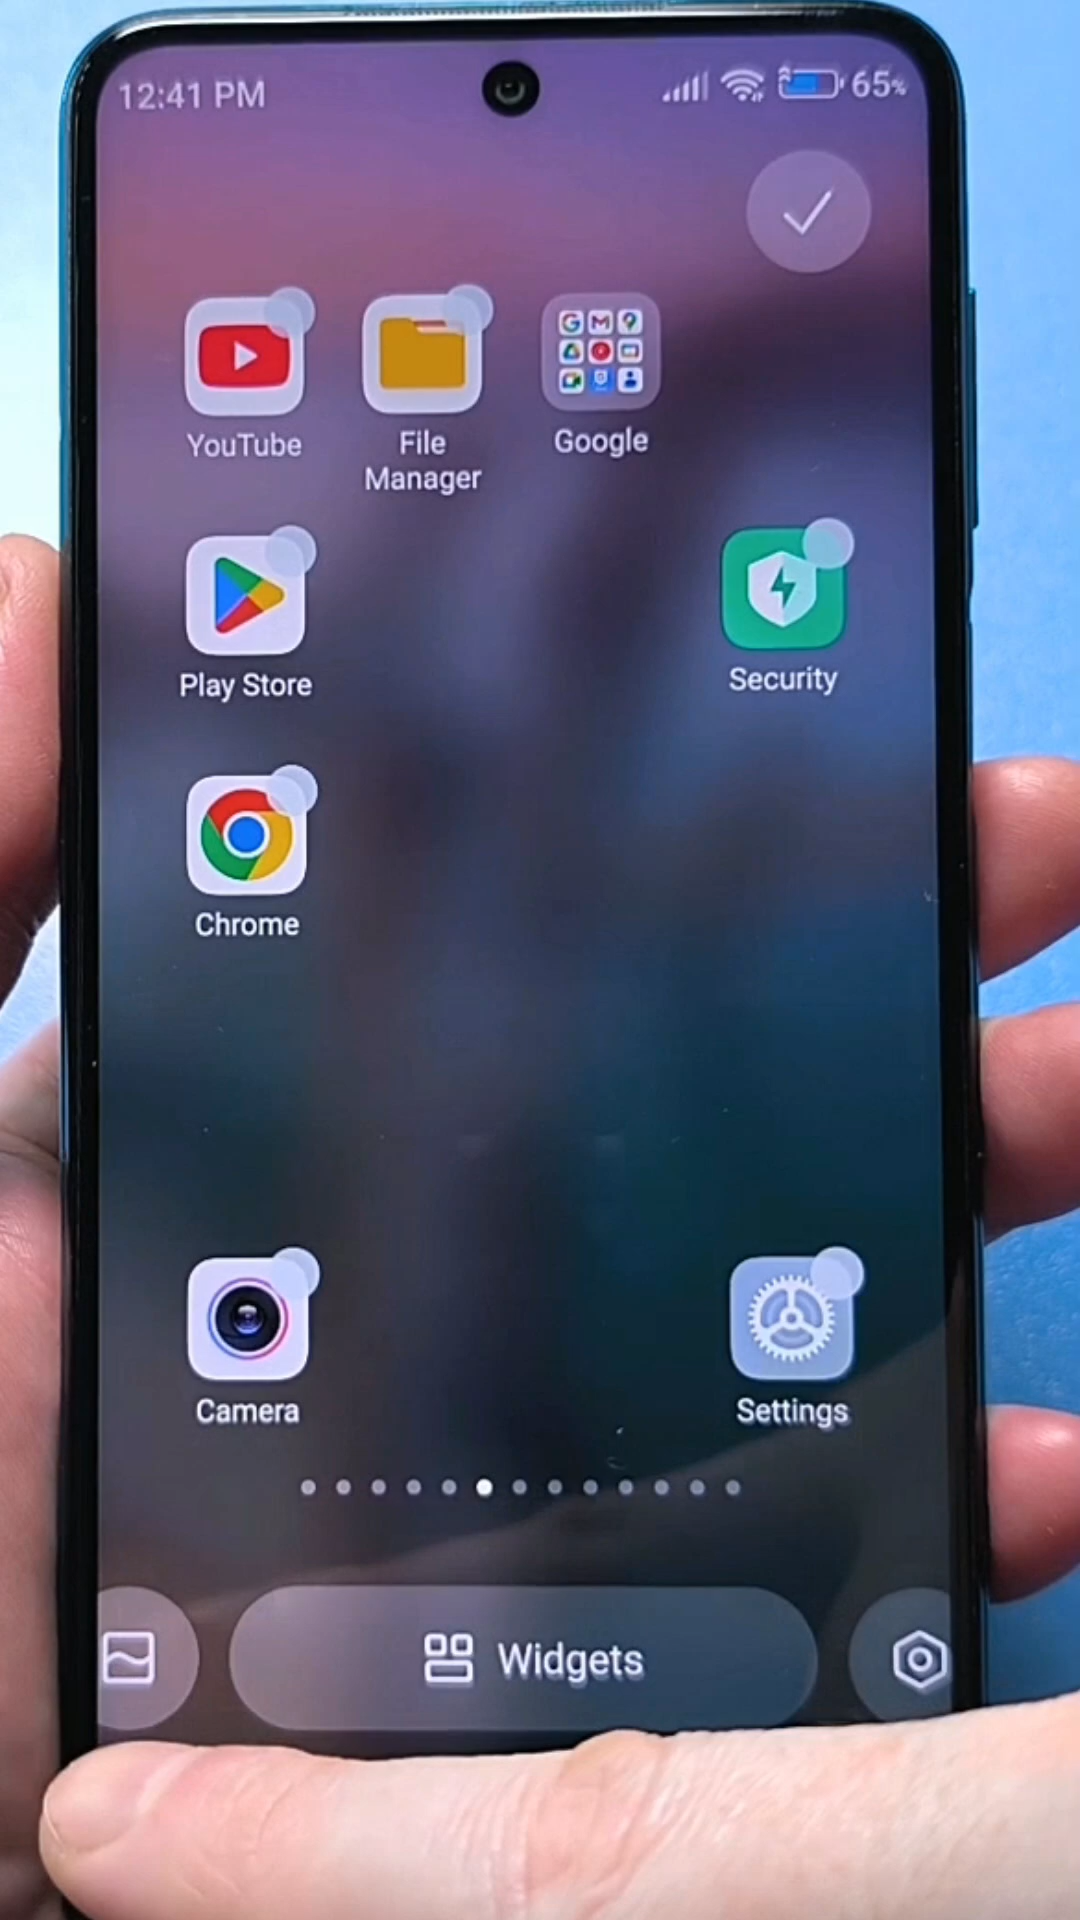 12:41 PM
65%
YouTube
File
Manager
Google
Play Store
Security
Chrome
Camera
Settings
Widgets